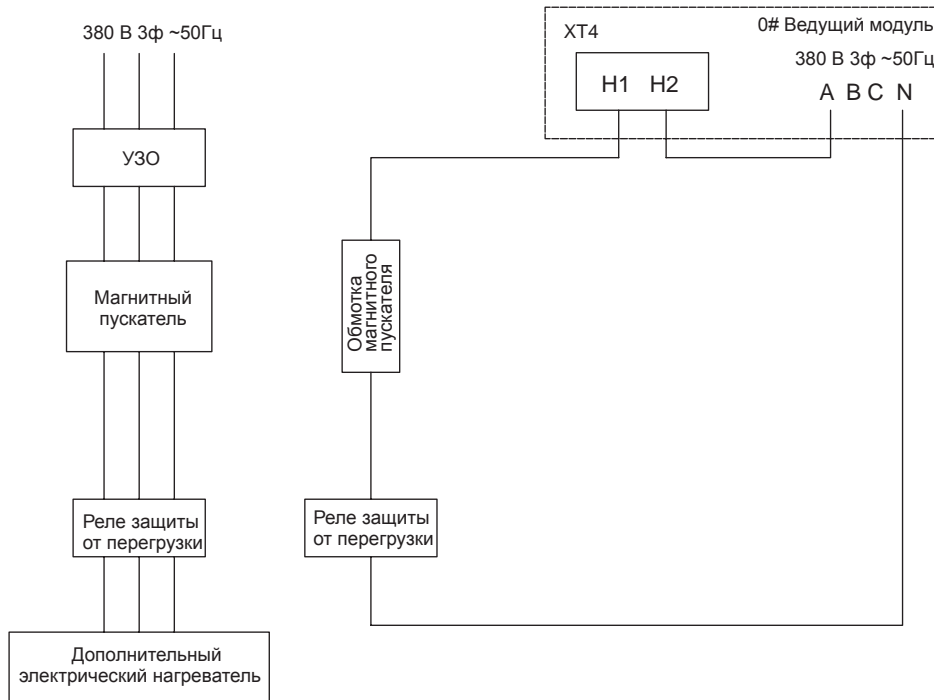 380 В 3ф ~50Гц
УЗО
Магнитный
пускатель
Реле защиты
от перегрузки
Дополнительный
электрический нагреватель
XT4
0# Ведущий модуль
380 В 3ф ~50Гц
H1 H2
A B C N
Обмотка
магнитного
пускателя
Реле защиты
от перегрузки